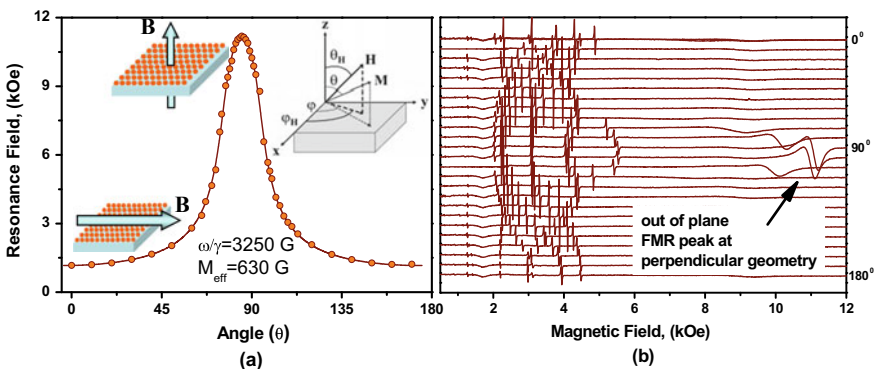 12
9
6
3
0
Resonance Field, (kOe)
B
B
z
θH
H
θ
M
φ
φH
y
x
ω/γ=3250 G
Meff=630 G
0
45
90
135
180
Angle (θ)
(a)
0°
90°
180°
out of plane
FMR peak at
perpendicular geometry
2
4
6
8
10
12
Magnetic Field, (kOe)
(b)